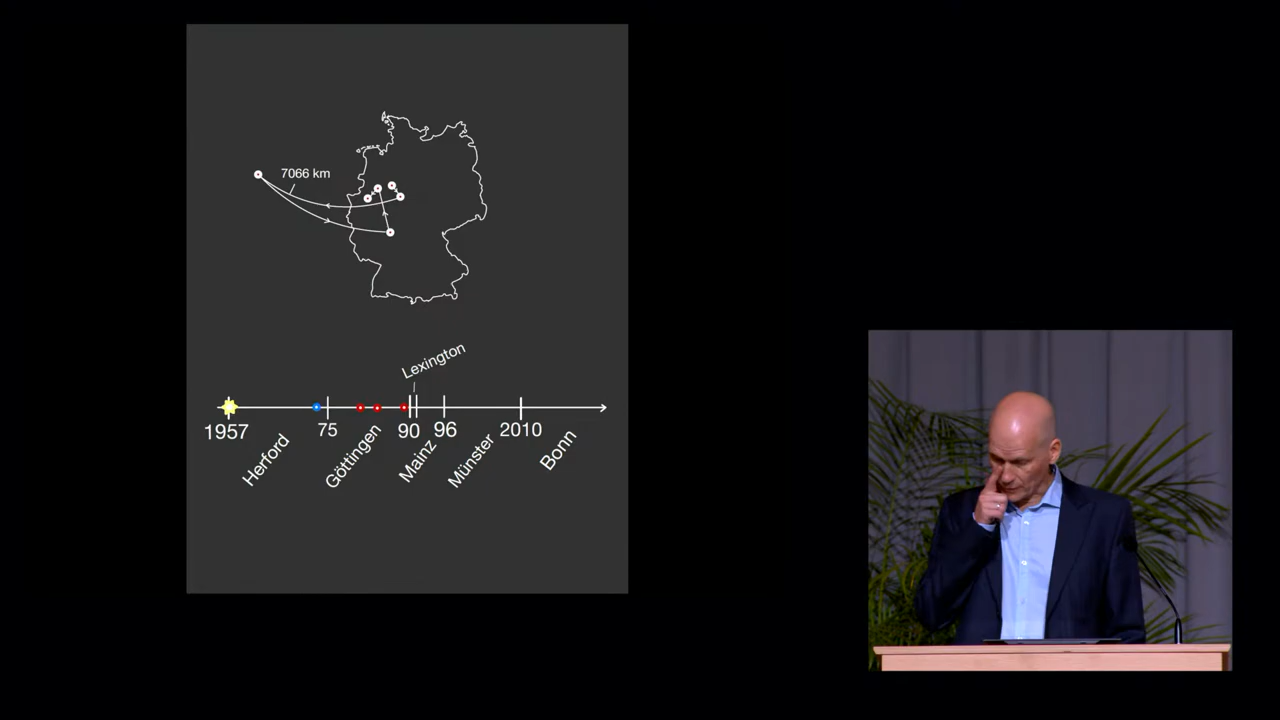 7066 km
Lexington
1957
75
90
96
2010
Herford
Göttingen
Mainz
Münster
Bonn